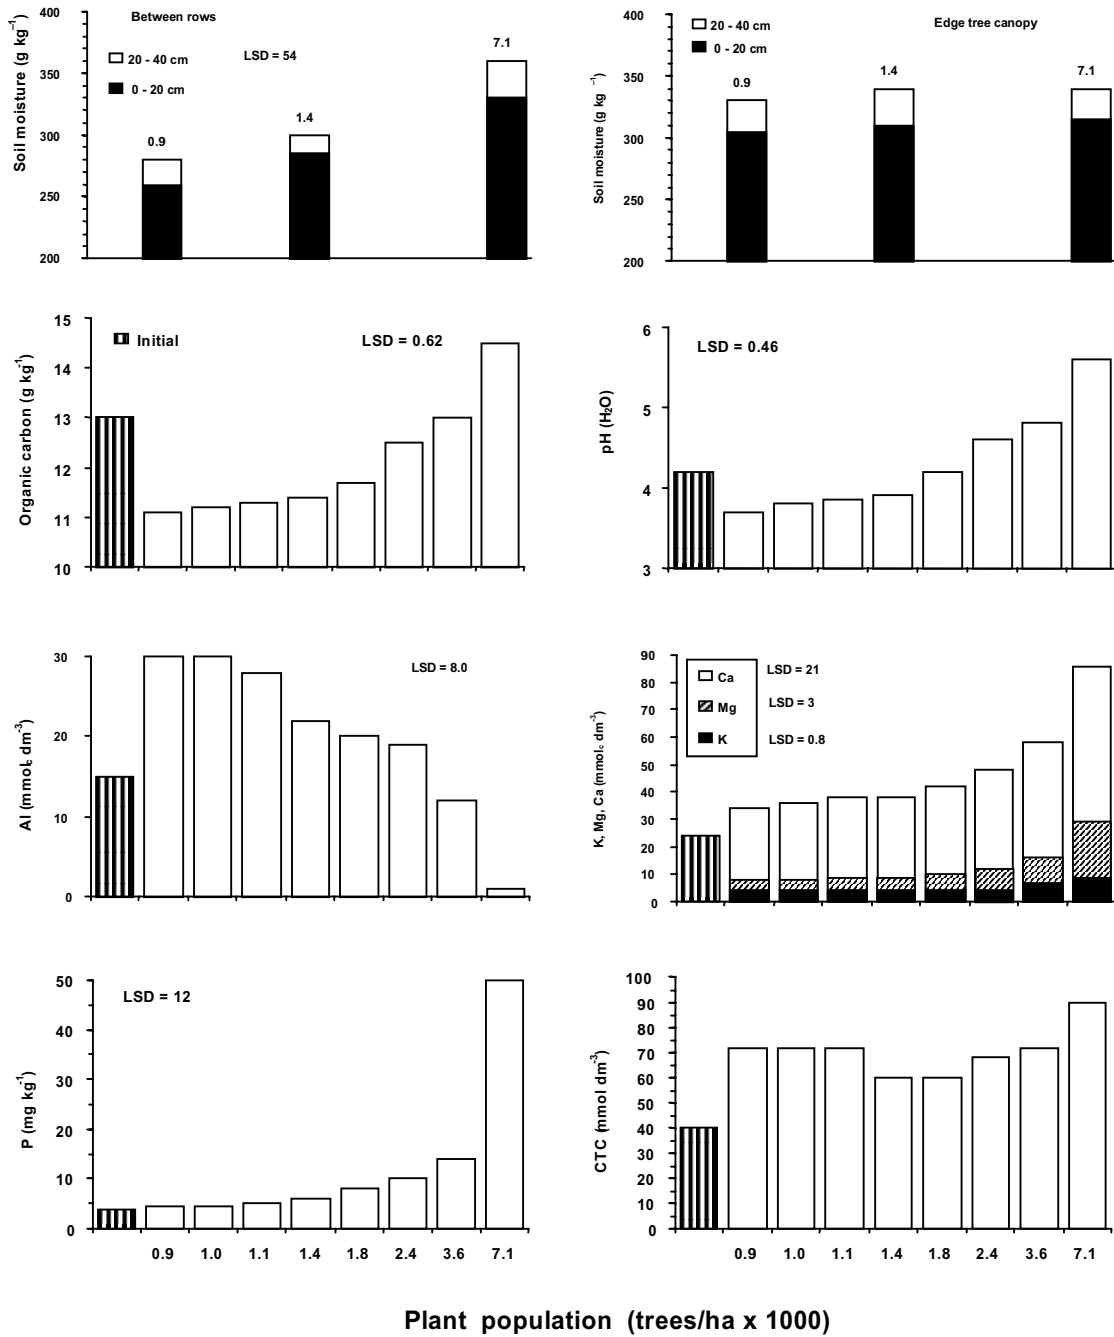 Between rows
LSD = 54
20 - 40 cm
0 - 20 cm
Soil moisture (g kg⁻¹)
400
350
300
250
200
0.9
1.4
7.1
Edge tree canopy
20 - 40 cm
0 - 20 cm
Soil moisture (g kg⁻¹)
400
350
300
250
200
0.9
1.4
7.1
Initial
LSD = 0.62
Organic carbon (g kg⁻¹)
15
14
13
12
11
10
LSD = 0.46
pH (H₂O)
6
5
4
3
LSD = 8.0
Al (mmol꜀ dm⁻³)
30
20
10
0
Ca LSD = 21
Mg LSD = 3
K LSD = 0.8
K, Mg, Ca (mmol꜀ dm⁻³)
90
80
70
60
50
40
30
20
10
0
LSD = 12
P (mg kg⁻¹)
50
40
30
20
10
0
0.9 1.0 1.1 1.4 1.8 2.4 3.6 7.1
CTC (mmol dm⁻³)
100
90
80
70
60
50
40
30
20
10
0
0.9 1.0 1.1 1.4 1.8 2.4 3.6 7.1
Plant population (trees/ha x 1000)